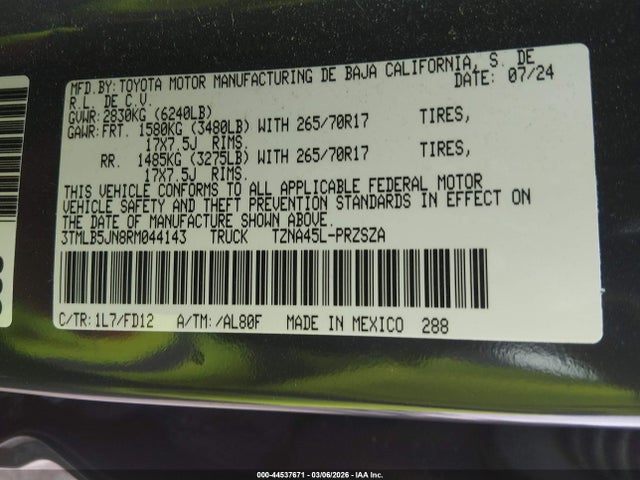 MFD.BY:TOYOTA MOTOR MANUFACTURING DE BAJA CALIFORNIA, S. DE
R.L. DE C.V. DATE: 07/24
GVWR:2830KG (6240LB)
GAWR:FRT. 1580KG (3480LB) WITH 265/70R17 TIRES,
17X7.5J RIMS.
RR. 1485KG (3275LB) WITH 265/70R17 TIRES,
17X7.5J RIMS.
THIS VEHICLE CONFORMS TO ALL APPLICABLE FEDERAL MOTOR
VEHICLE SAFETY AND THEFT PREVENTION STANDARDS IN EFFECT ON
THE DATE OF MANUFACTURE SHOWN ABOVE.
3TMLB5JN8RM044143 TRUCK TZNA45L-PRZSZA
C/TR:1L7/FD12 A/TM:/AL80F MADE IN MEXICO 288
000-44537671 - 03/06/2026 - IAA Inc.